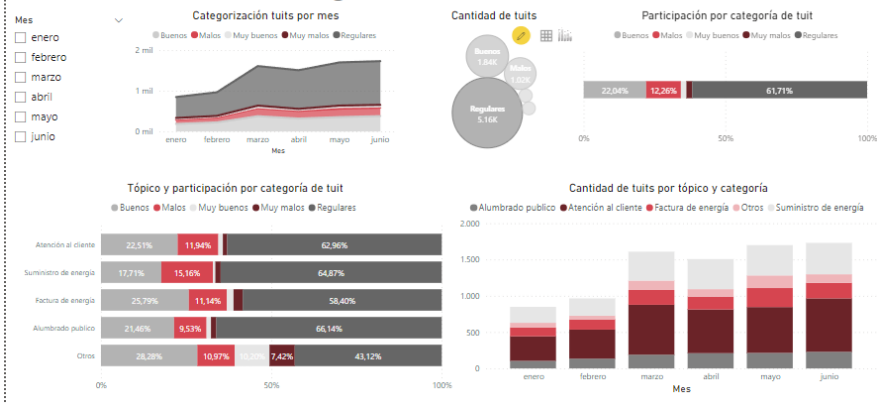 Mes
enero
febrero
marzo
abril
mayo
junio
Categorización tuits por mes
Buenos Malos Muy buenos Muy malos Regulares
2 mil
1 mil
0 mil
enero febrero marzo abril mayo junio
Mes
Cantidad de tuits
Buenos
1.84K
Malos
1.02K
Regulares
5.16K
Participación por categoría de tuit
Buenos Malos Muy buenos Muy malos Regulares
22,04% 12,26% 61,71%
0% 50% 100%
Tópico y participación por categoría de tuit
Buenos Malos Muy buenos Muy malos Regulares
Atención al cliente 22,51% 11,94% 62,96%
Suministro de energía 17,71% 15,16% 64,87%
Factura de energía 25,79% 11,14% 58,40%
Alumbrado publico 21,46% 9,53% 66,14%
Otros 28,28% 10,97% 10,20% 7,42% 43,12%
0% 50% 100%
Cantidad de tuits por tópico y categoría
Alumbrado publico Atención al cliente Factura de energía Otros Suministro de energía
2.000
1.500
1.000
500
0
enero febrero marzo abril mayo junio
Mes